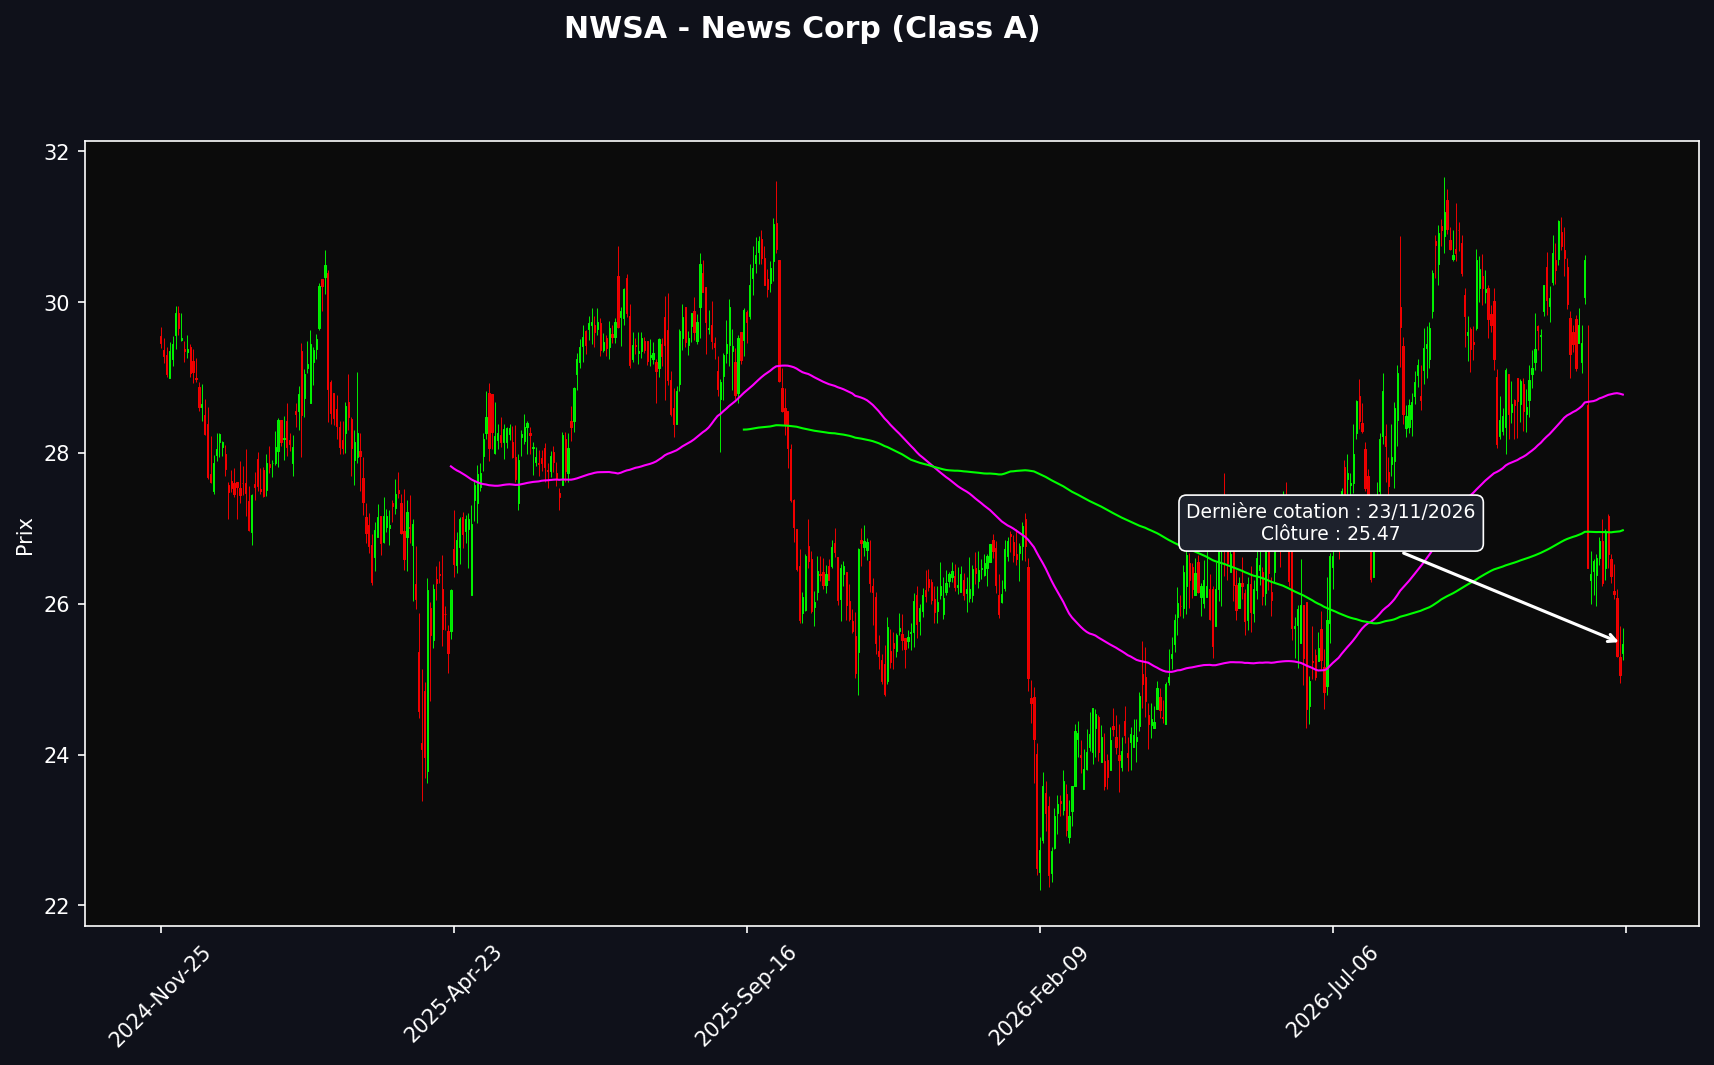 NWSA - News Corp (Class A)
Prix
32
30
28
26
24
22
Dernière cotation : 23/11/2026
Clôture : 25.47
2024-Nov-25
2025-Apr-23
2025-Sep-16
2026-Feb-09
2026-Jul-06